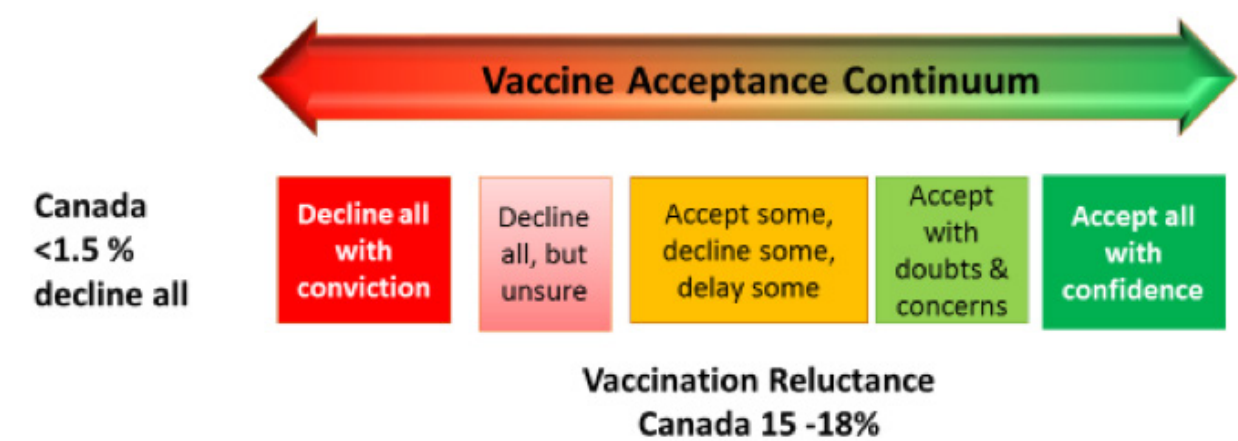 Vaccine Acceptance Continuum
Canada
<1.5 %
decline all
Decline all
with
conviction
Decline
all, but
unsure
Accept some,
decline some,
delay some
Accept
with
doubts &
concerns
Accept all
with
confidence
Vaccination Reluctance
Canada 15 -18%